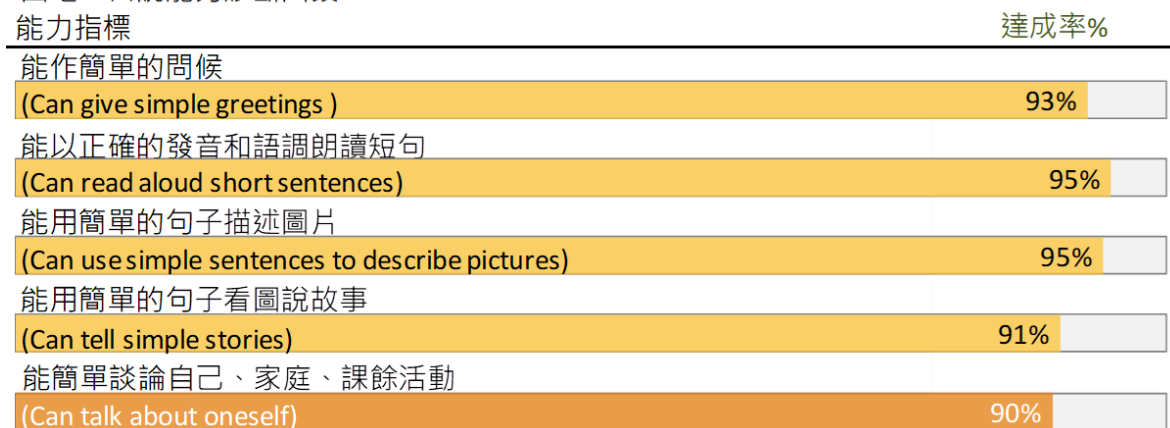 能力指標 達成率%
能作簡單的問候
(Can give simple greetings ) 93%
能以正確的發音和語調朗讀短句
(Can read aloud short sentences) 95%
能用簡單的句子描述圖片
(Can use simple sentences to describe pictures) 95%
能用簡單的句子看圖說故事
(Can tell simple stories) 91%
能簡單談論自己、家庭、課餘活動
(Can talk about oneself) 90%